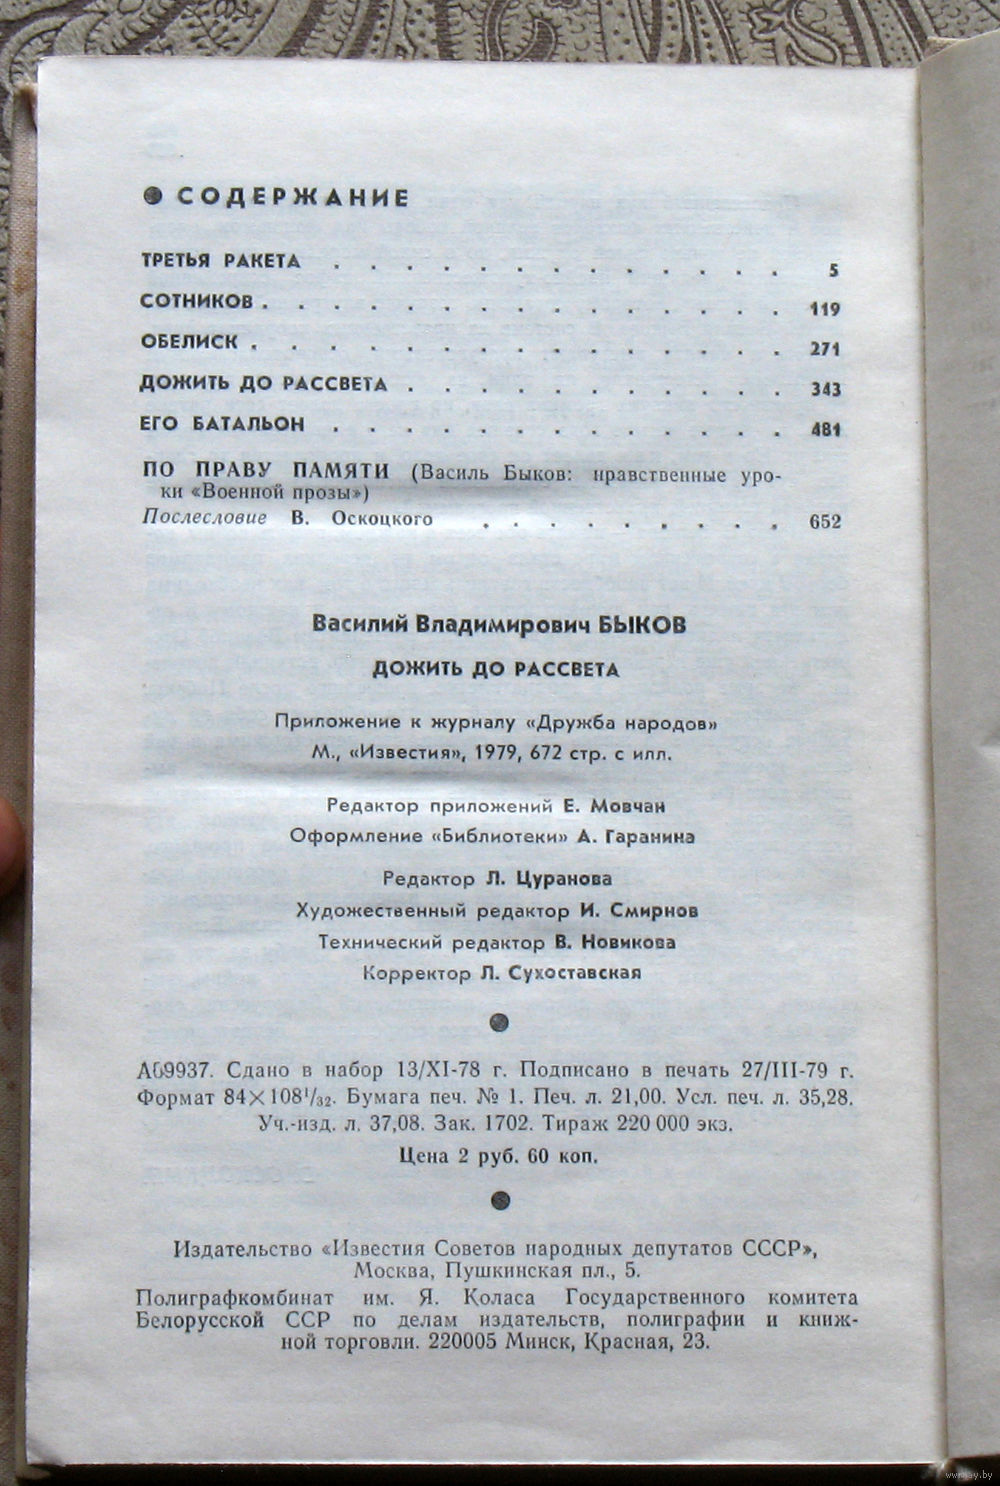 СОДЕРЖАНИЕ
ТРЕТЬЯ РАКЕТА . . . . . . . . . . . . . 5
СОТНИКОВ . . . . . . . . . . . . . . . 119
ОБЕЛИСК . . . . . . . . . . . . . . . 271
ДОЖИТЬ ДО РАССВЕТА . . . . . . . . . . . 343
ЕГО БАТАЛЬОН . . . . . . . . . . . . . 481
ПО ПРАВУ ПАМЯТИ (Василь Быков: нравственные уро-
ки «Военной прозы»)
Послесловие В. Оскоцкого . . . . . . . . . 652
Василий Владимирович БЫКОВ
ДОЖИТЬ ДО РАССВЕТА
Приложение к журналу «Дружба народов»
М., «Известия», 1979, 672 стр. с илл.
Редактор приложений Е. Мовчан
Оформление «Библиотеки» А. Гаранина
Редактор Л. Цуранова
Художественный редактор И. Смирнов
Технический редактор В. Новикова
Корректор Л. Сухоставская
Сдано в набор 13/XI-78 г. Подписано в печать 27/III-79 г.
Формат 84×108¹/₃₂. Бумага печ. № 1. Печ. л. 21,00. Усл. печ. л. 35,28.
Уч.-изд. л. 37,08. Зак. 1702. Тираж 220 000 экз.
Цена 2 руб. 60 коп.
Издательство «Известия Советов народных депутатов СССР»,
Москва, Пушкинская пл., 5.
Полиграфкомбинат им. Я. Коласа Государственного комитета
Белорусской ССР по делам издательств, полиграфии и книж-
ной торговли. 220005 Минск, Красная, 23.